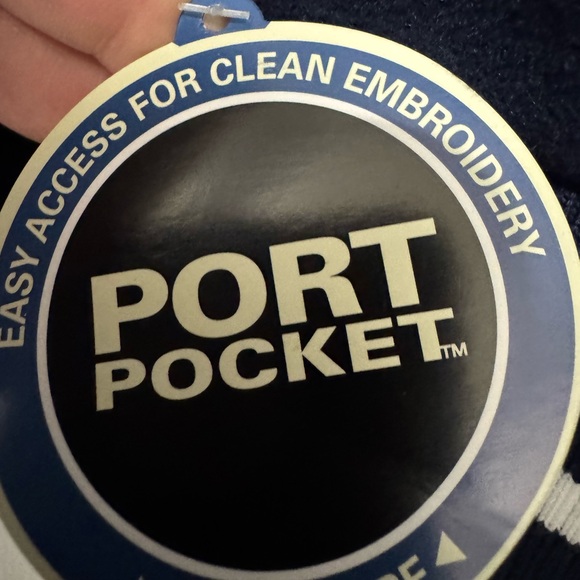 EASY ACCESS FOR CLEAN EMBROIDERY
PORT
POCKET™